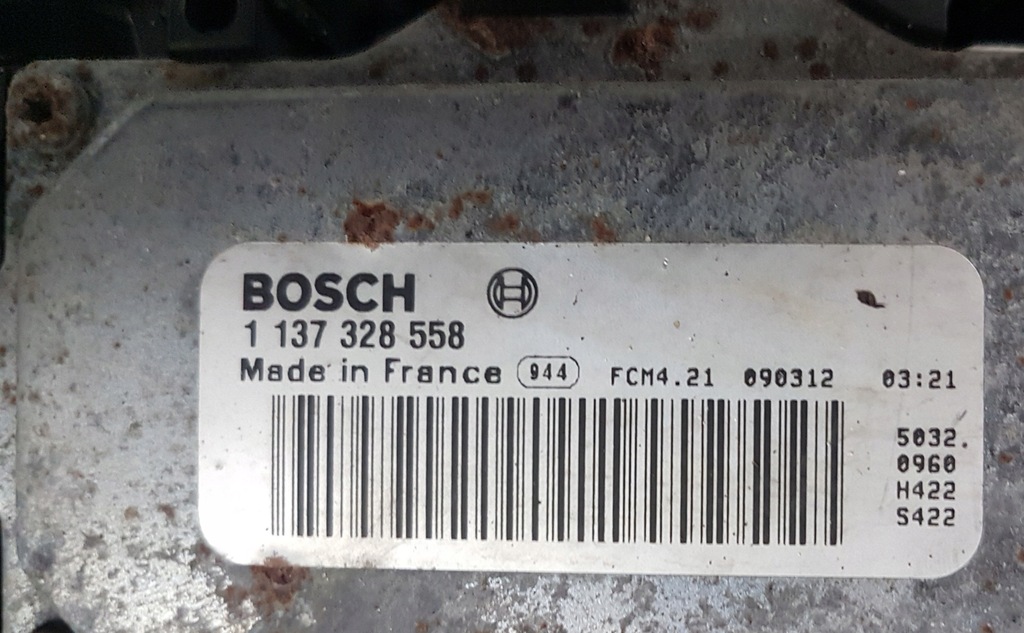 BOSCH
1 137 328 558
Made in France 944 FCM4.21 090312 03:21
5032.
0960
H422
S422